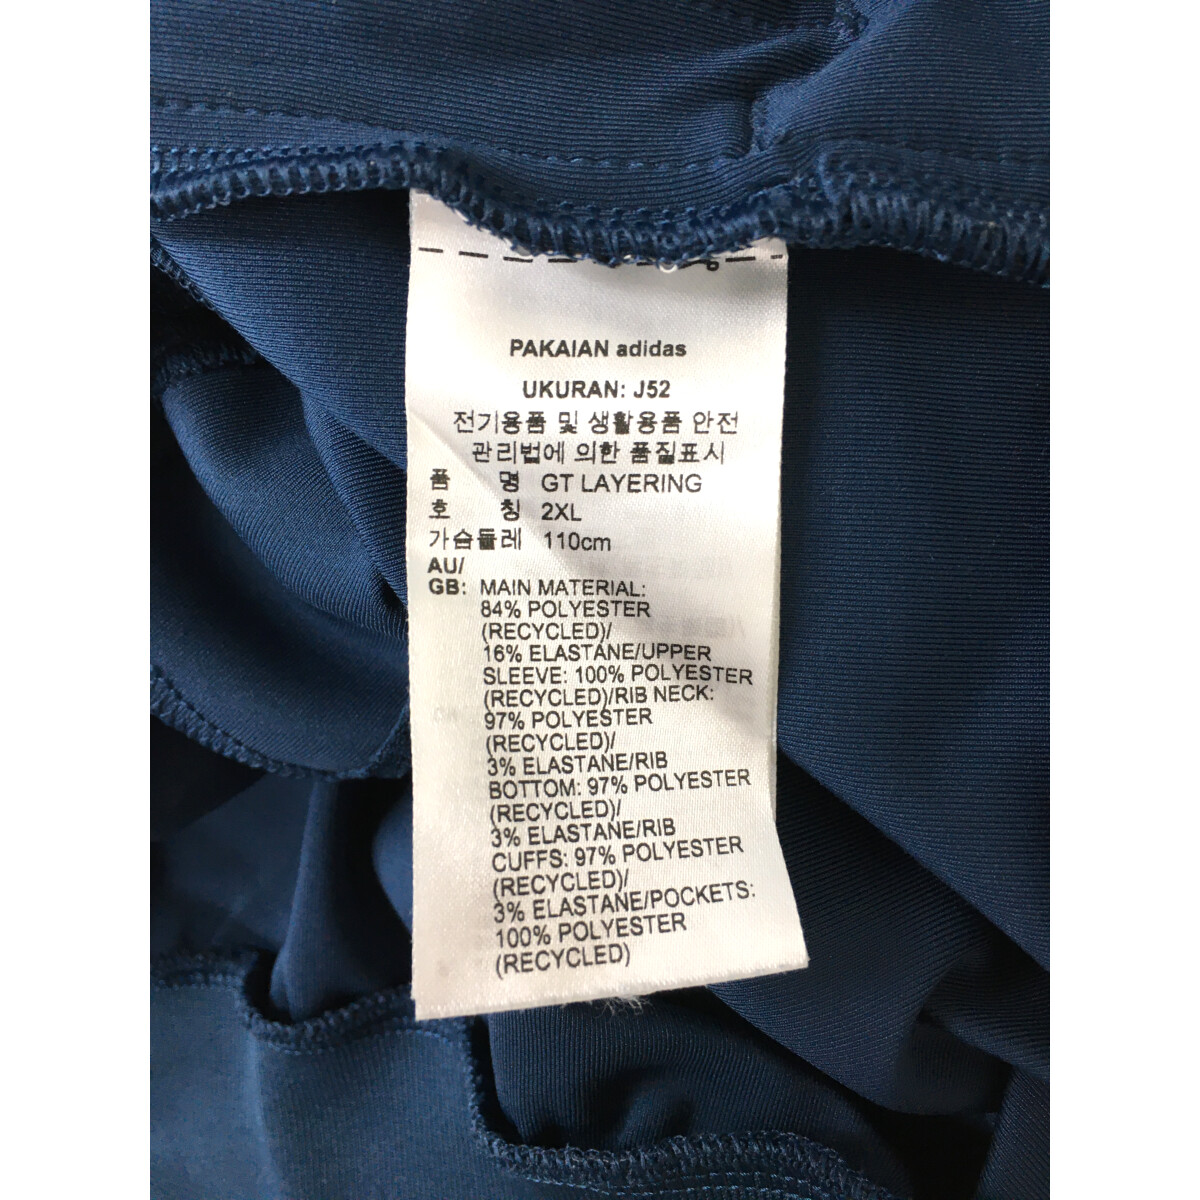 PAKAIAN adidas
UKURAN: J52
전기용품 및 생활용품 안전
관리법에 의한 품질표시
품 명 GT LAYERING
호 칭 2XL
가슴둘레 110cm
AU/
GB: MAIN MATERIAL:
84% POLYESTER
(RECYCLED)/
16% ELASTANE/UPPER
SLEEVE: 100% POLYESTER
(RECYCLED)/RIB NECK:
97% POLYESTER
(RECYCLED)/
3% ELASTANE/RIB
BOTTOM: 97% POLYESTER
(RECYCLED)/
3% ELASTANE/RIB
CUFFS: 97% POLYESTER
(RECYCLED)/
3% ELASTANE/POCKETS:
100% POLYESTER
(RECYCLED)